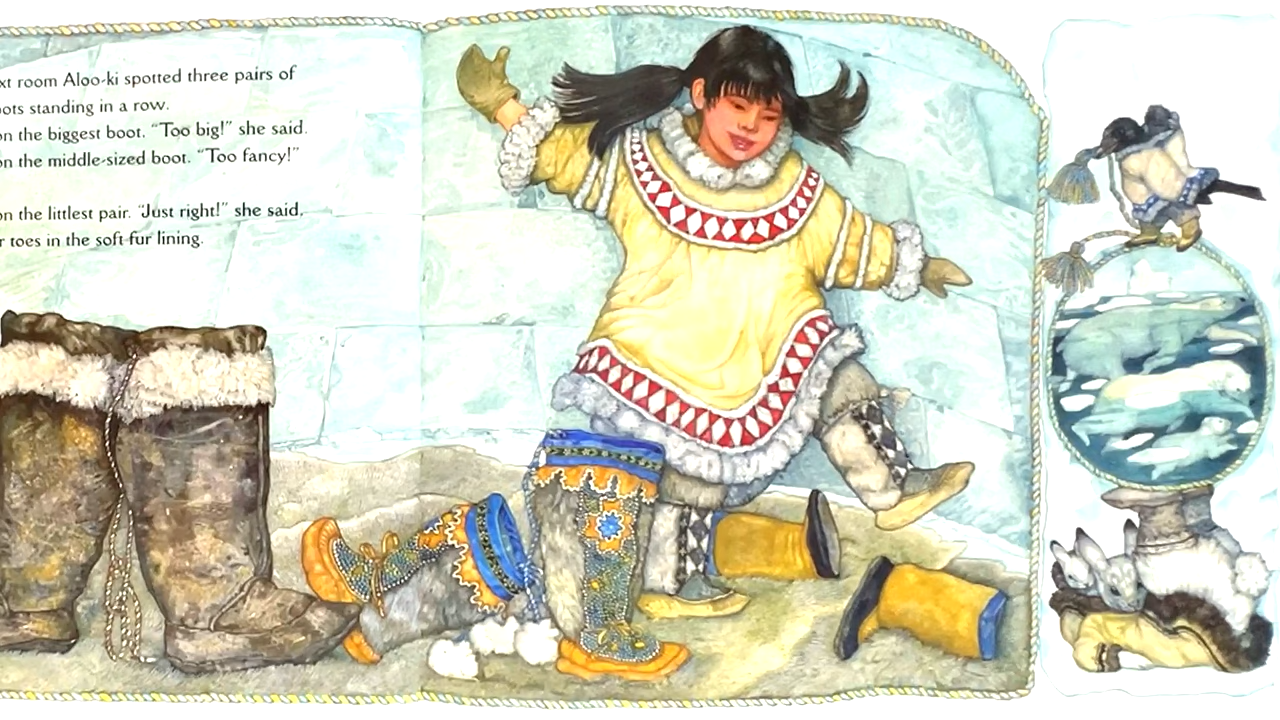 xt room Aloo-ki spotted three pairs of
ots standing in a row.
on the biggest boot. "Too big!" she said.
on the middle-sized boot. "Too fancy!"
on the littlest pair. "Just right!" she said,
r toes in the soft fur lining.